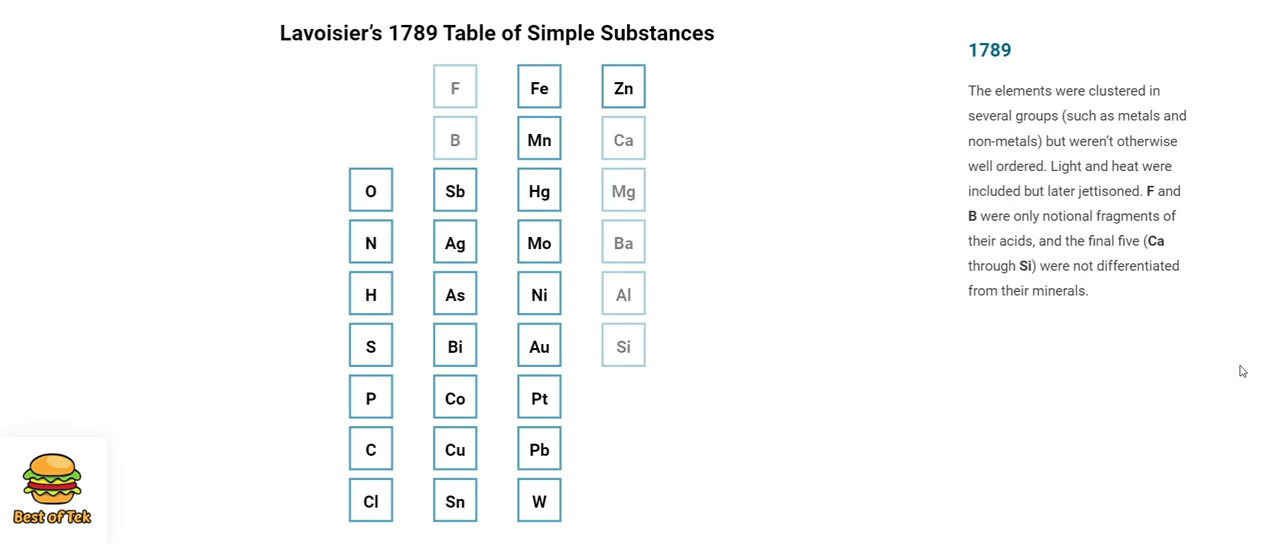 Lavoisier’s 1789 Table of Simple Substances
F Fe Zn
B Mn Ca
O Sb Hg Mg
N Ag Mo Ba
H As Ni Al
S Bi Au Si
P Co Pt
C Cu Pb
Cl Sn W
1789
The elements were clustered in
several groups (such as metals and
non-metals) but weren’t otherwise
well ordered. Light and heat were
included but later jettisoned. F and
B were only notional fragments of
their acids, and the final five (Ca
through Si) were not differentiated
from their minerals.
Best of Tek